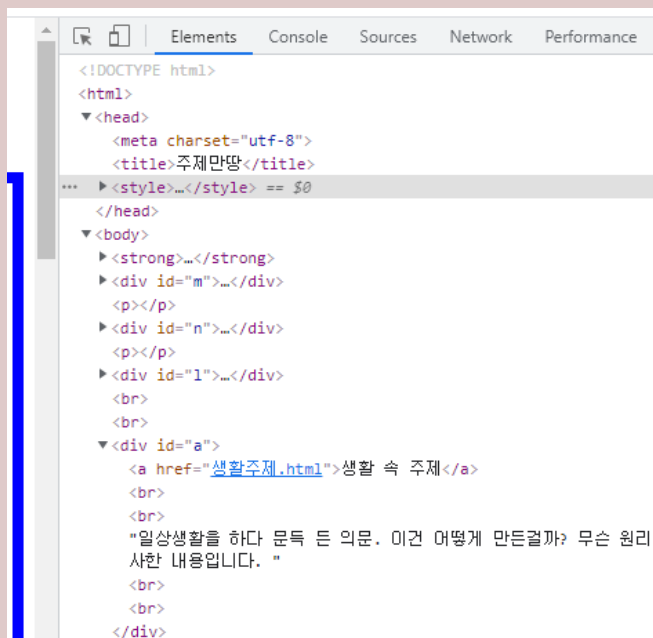 Elements Console Sources Network Performance
<!DOCTYPE html>
<html>
▼<head>
<meta charset="utf-8">
<title>주제만땅</title>
… ▶<style>…</style> == $0
</head>
▼<body>
▶<strong>…</strong>
▶<div id="m">…</div>
<p></p>
▶<div id="n">…</div>
<p></p>
▶<div id="l">…</div>
<br>
<br>
▼<div id="a">
<a href="생활주제.html">생활 속 주제</a>
<br>
<br>
"일상생활을 하다 문득 든 의문. 이건 어떻게 만든걸까? 무슨 원리
사한 내용입니다. "
<br>
<br>
</div>